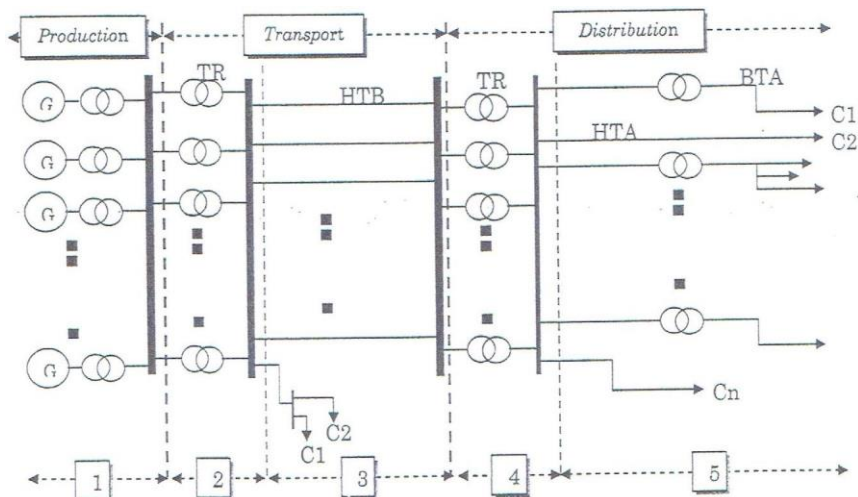 Production
Transport
Distribution
TR
HTB
TR
BTA
G
C1
HTA
C2
G
G
G
Cn
C2
C1
1
2
3
4
5